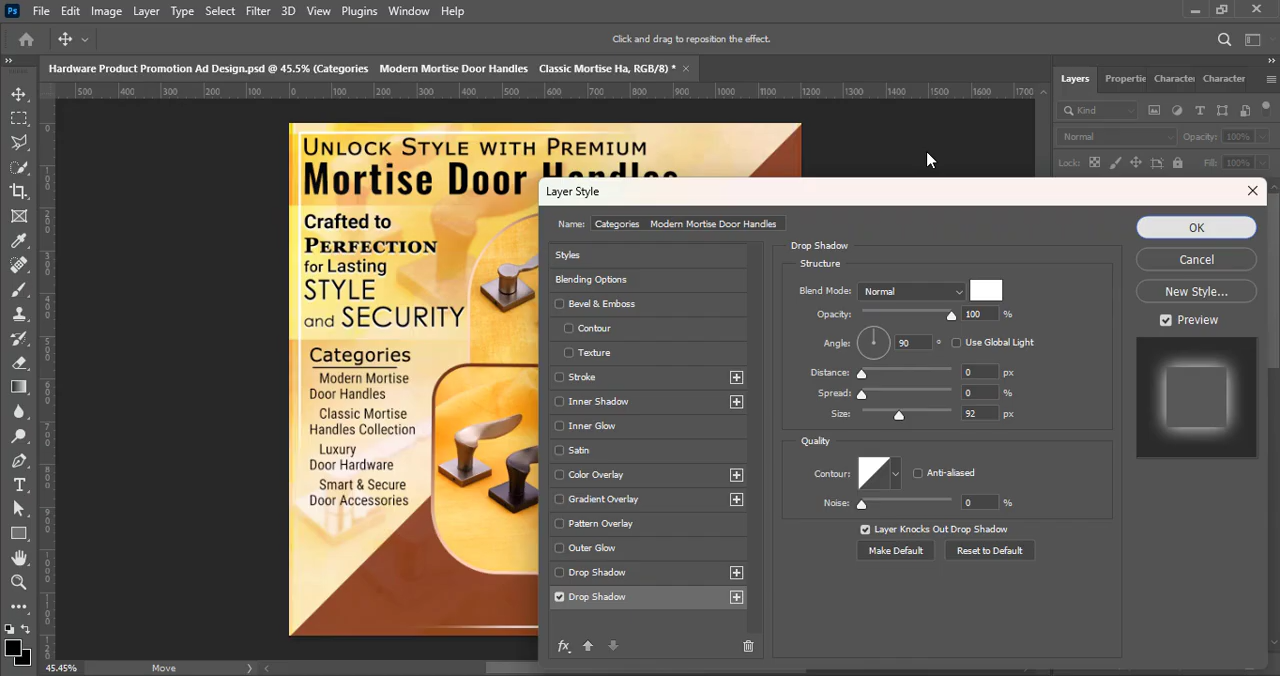 Ps File Edit Image Layer Type Select Filter 3D View Plugins Window Help
Click and drag to reposition the effect.
Hardware Product Promotion Ad Design.psd @ 45.5% (Categories Modern Mortise Door Handles Classic Mortise Ha, RGB/8) *
Layers Propertie Character Character
500 400 300 200 100 0 100 200 300 400 500 600 700 800 900 1000 1100 1200 1300 1400 1500 1600 1700
Kind
Normal Opacity: 100%
Lock: Fill: 100%
UNLOCK STYLE WITH PREMIUM
Mortise Door Handles
Crafted to
PERFECTION
for Lasting
STYLE
and SECURITY
Categories
Modern Mortise
Door Handles
Classic Mortise
Handles Collection
Luxury
Door Hardware
Smart & Secure
Door Accessories
Layer Style
Name: Categories Modern Mortise Door Handles
Styles
Blending Options
Bevel & Emboss
Contour
Texture
Stroke
Inner Shadow
Inner Glow
Satin
Color Overlay
Gradient Overlay
Pattern Overlay
Outer Glow
Drop Shadow
Drop Shadow
fx
Drop Shadow
Structure
Blend Mode: Normal
Opacity: 100 %
Angle: 90 ° Use Global Light
Distance: 0 px
Spread: 0 %
Size: 92 px
Quality
Contour: Anti-aliased
Noise: 0 %
Layer Knocks Out Drop Shadow
Make Default Reset to Default
OK
Cancel
New Style...
Preview
45.45% Move